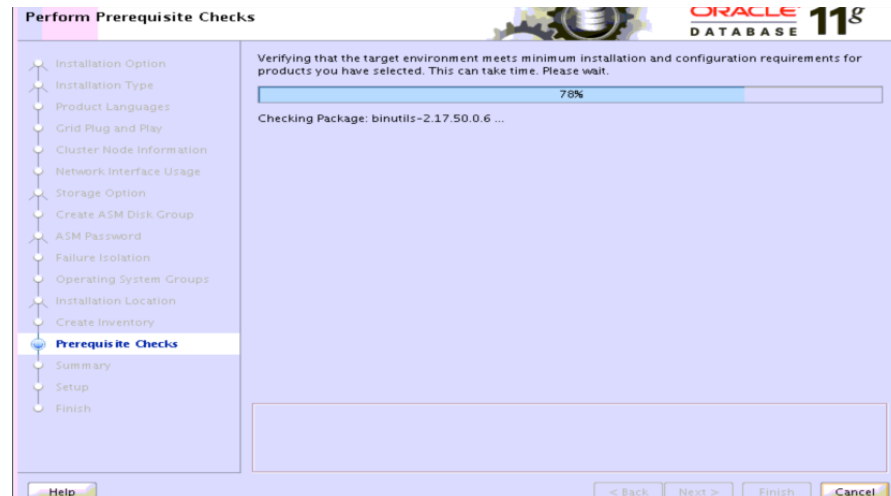 Perform Prerequisite Checks
ORACLE
DATABASE 11g
Installation Option
Installation Type
Product Languages
Grid Plug and Play
Cluster Node Information
Network Interface Usage
Storage Option
Create ASM Disk Group
ASM Password
Failure Isolation
Operating System Groups
Installation Location
Create Inventory
Prerequisite Checks
Summary
Setup
Finish
Verifying that the target environment meets minimum installation and configuration requirements for
products you have selected. This can take time. Please wait.
78%
Checking Package: binutils-2.17.50.0.6 ...
Help
< Back
Next >
Finish
Cancel